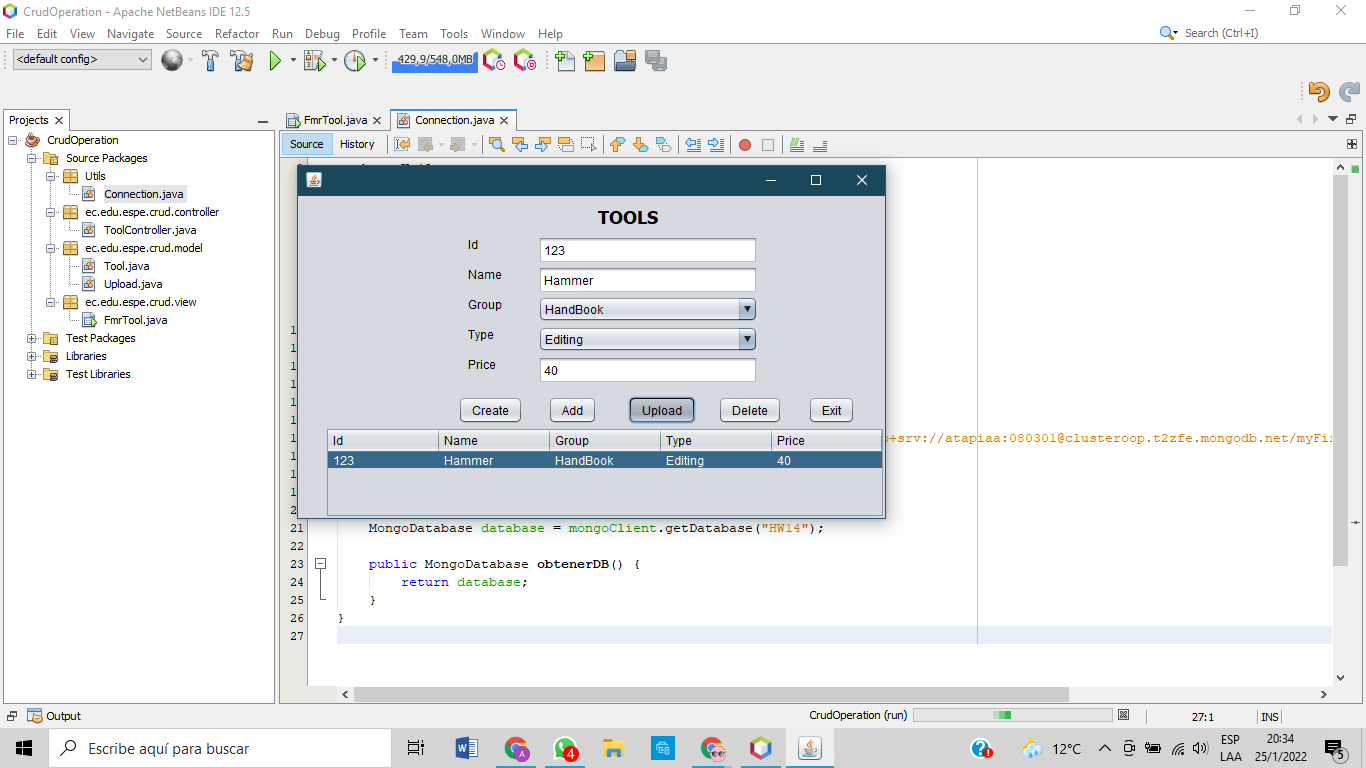 CrudOperation - Apache NetBeans IDE 12.5
File Edit View Navigate Source Refactor Run Debug Profile Team Tools Window Help
Search (Ctrl+I)
<default config>
429,9/548,0MB
Projects
FmrTool.java
Connection.java
CrudOperation
Source Packages
Utils
Connection.java
ec.edu.espe.crud.controller
ToolController.java
ec.edu.espe.crud.model
Tool.java
Upload.java
ec.edu.espe.crud.view
FmrTool.java
Test Packages
Libraries
Test Libraries
Source History
TOOLS
Id 123
Name Hammer
Group HandBook
Type Editing
Price 40
Create Add Upload Delete Exit
Id Name Group Type Price
123 Hammer HandBook Editing 40
+srv://atapiaa:080301@clusteroop.t2zfe.mongodb.net/myFi
21 MongoDatabase database = mongoClient.getDatabase("HW14");
22
23 public MongoDatabase obtenerDB() {
24 return database;
25 }
26 }
27
Output
CrudOperation (run)
27:1 INS
Escribe aquí para buscar
4
12°C
ESP
LAA
20:34
25/1/2022
5